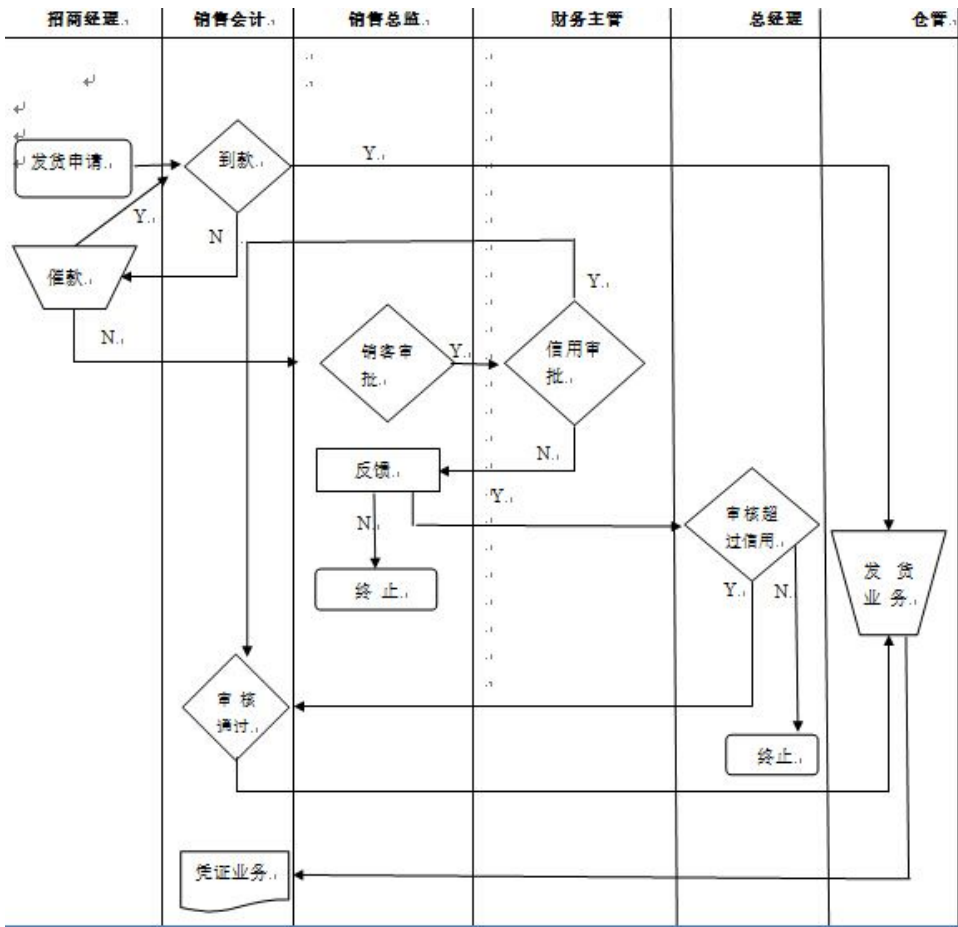 招商经理
销售会计
销售总监
财务主管
总经理
仓管
发货申请
到款
Y
Y
N
催款
Y
N
销客审
批
Y
信用审
批
N
反馈
Y
N
审核超
过信用
终 止
Y
N
发 货
业 务
审 核
通过
终止
凭证业务